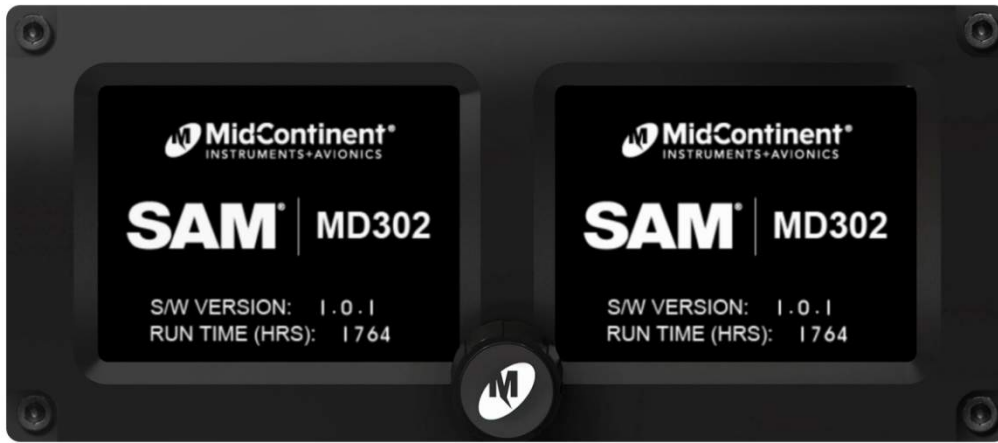 MidContinent®
INSTRUMENTS+AVIONICS
SAM® | MD302
S/W VERSION: 1.0.1
RUN TIME (HRS): 1764
MidContinent®
INSTRUMENTS+AVIONICS
SAM® | MD302
S/W VERSION: 1.0.1
RUN TIME (HRS): 1764
M